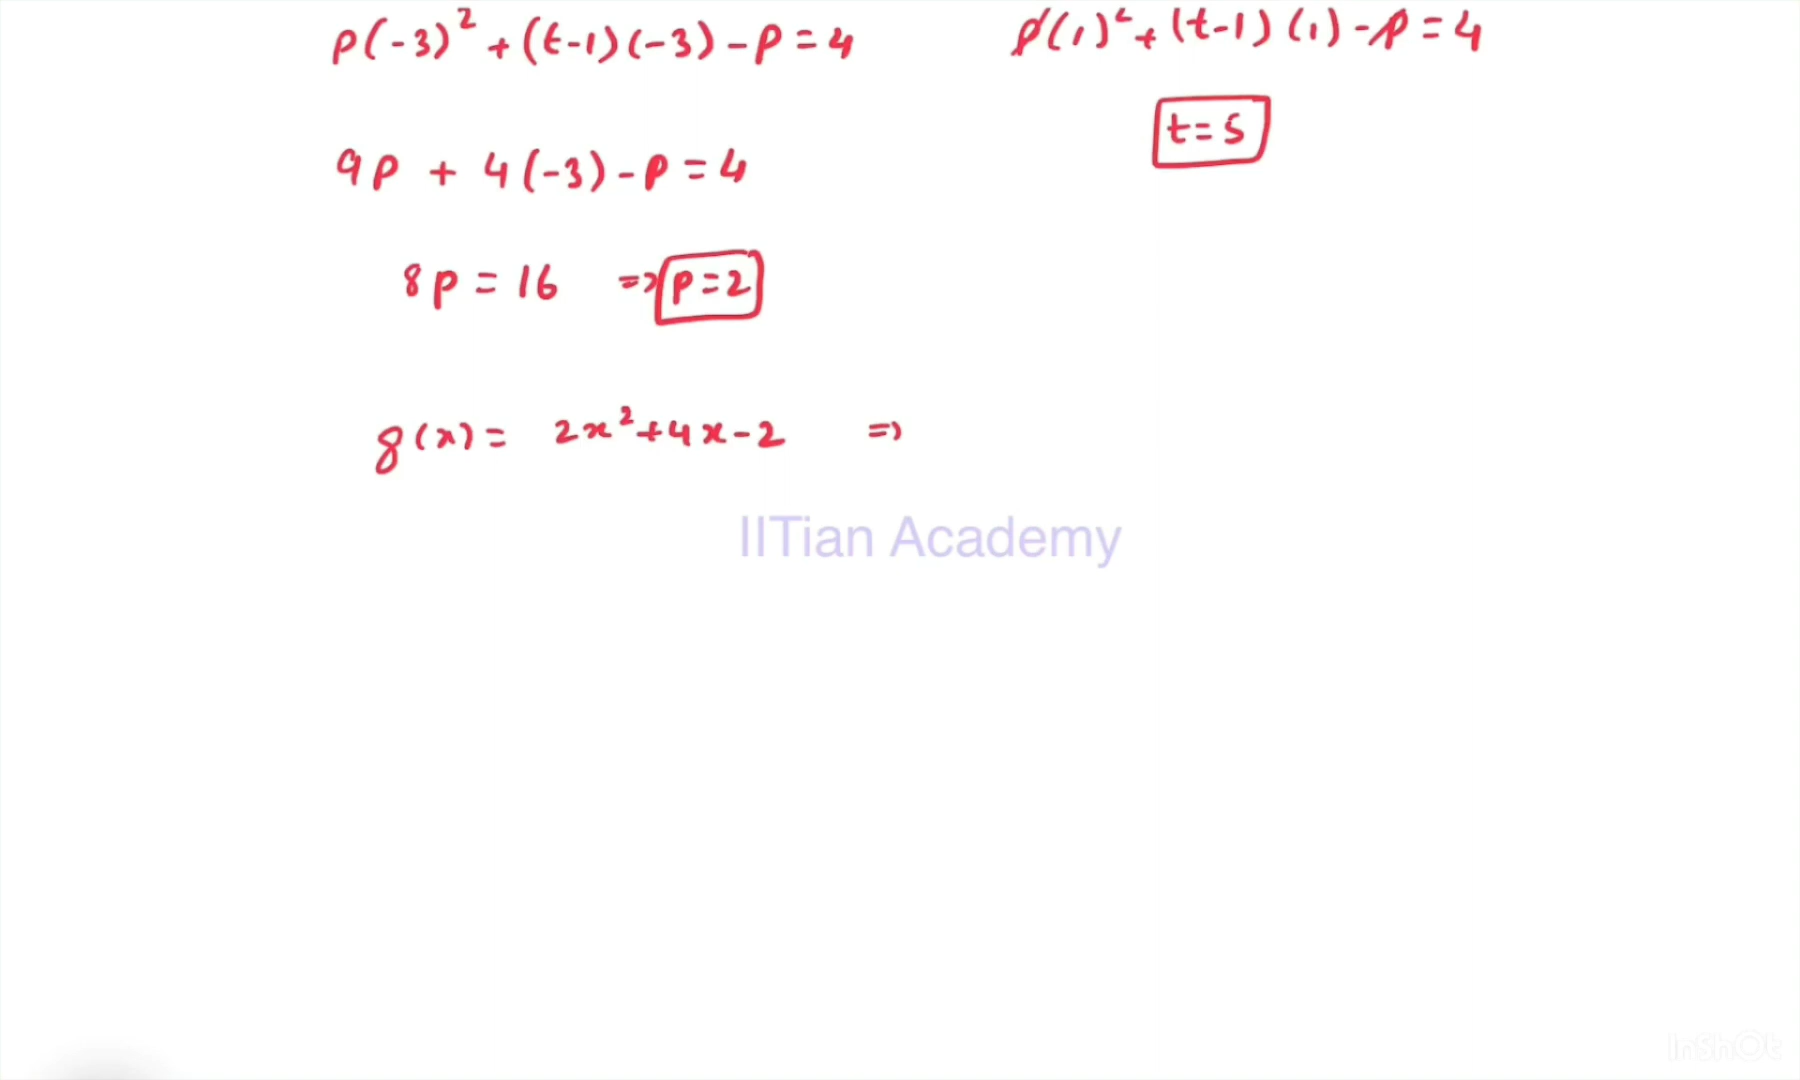 p(-3)² + (t-1)(-3) - p = 4
p(1)² + (t-1)(1) - p = 4
t = 5
9p + 4(-3) - p = 4
8p = 16 => p = 2
g(x) = 2x² + 4x - 2 =>
IITian Academy
InShOt